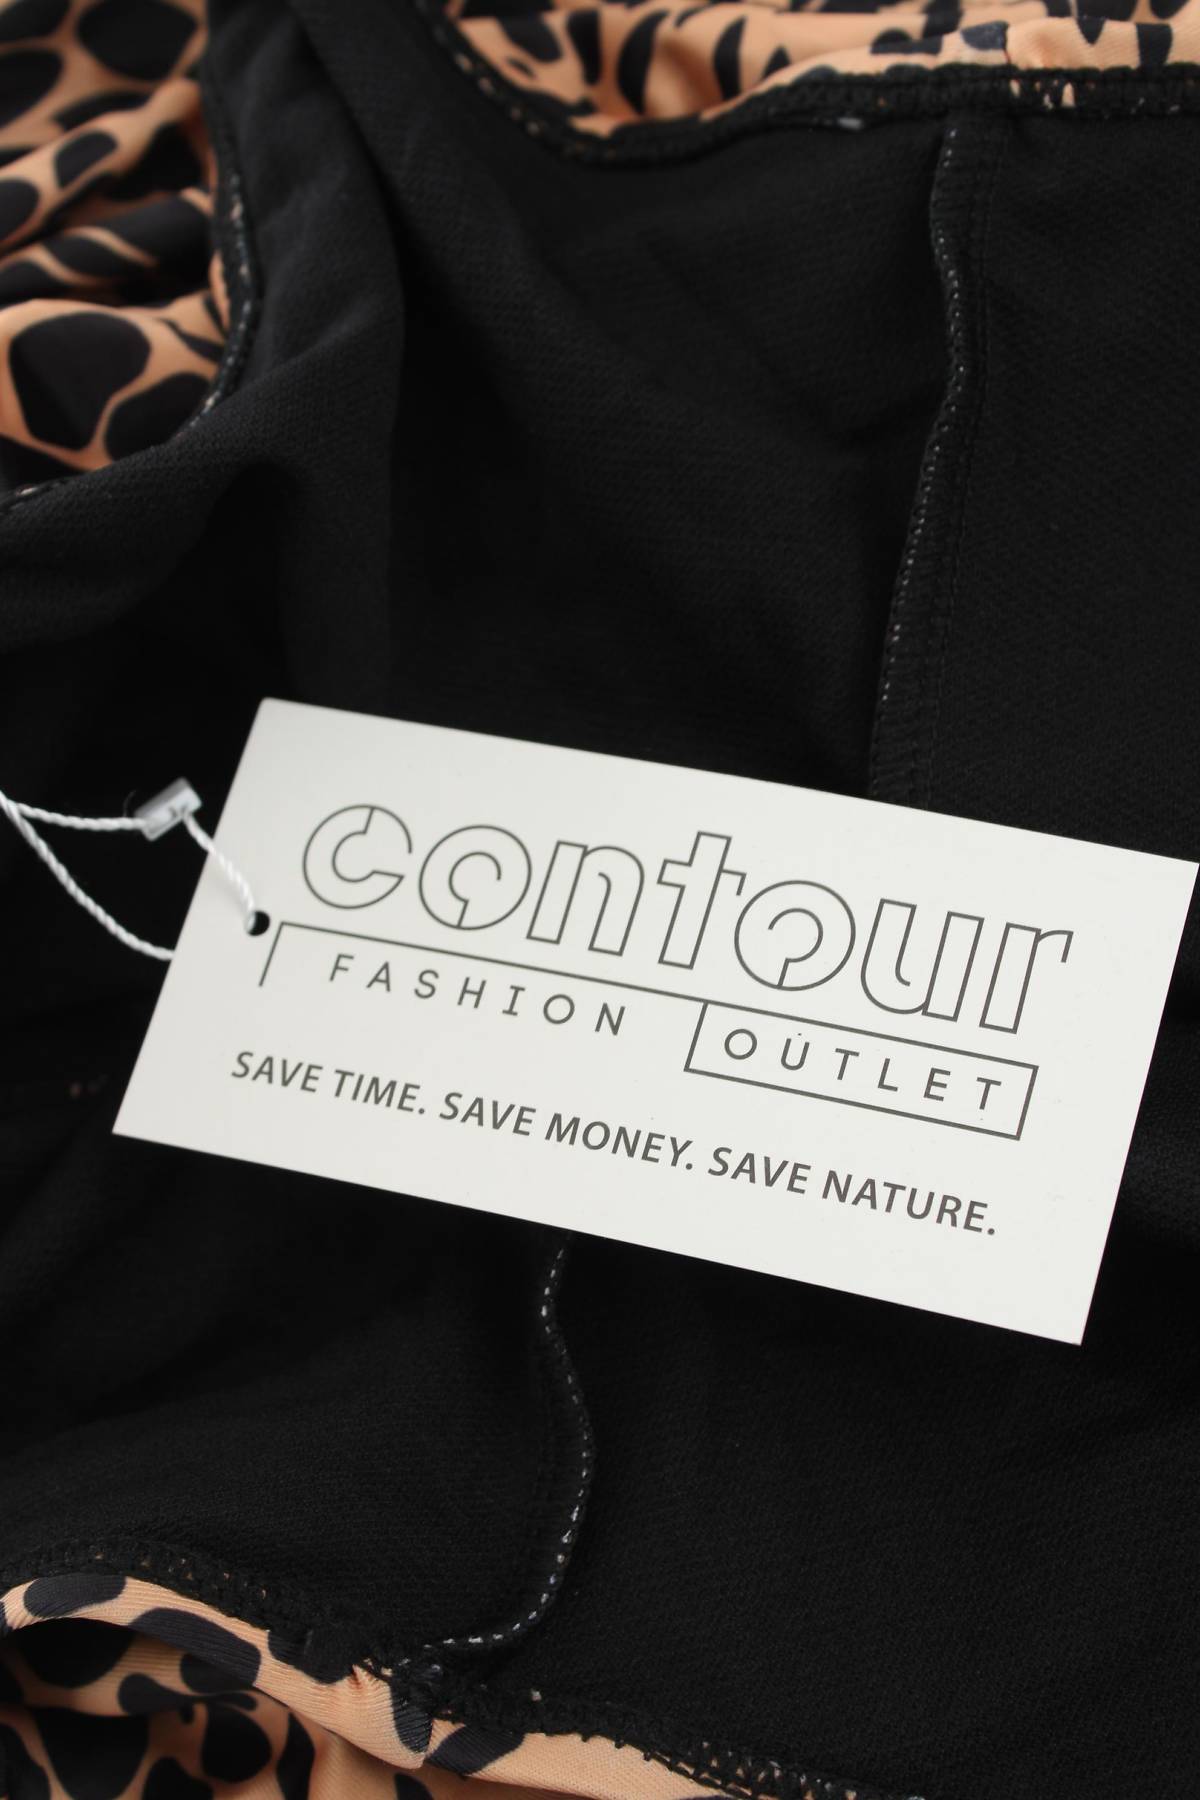 contour
FASHION OUTLET
SAVE TIME. SAVE MONEY. SAVE NATURE.